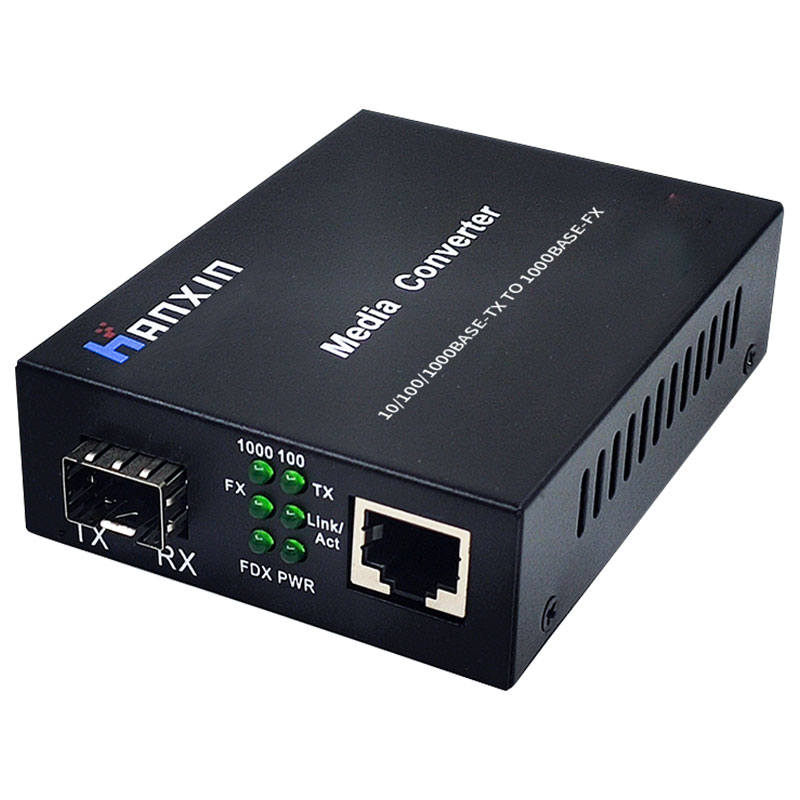 HANXIN
Media Converter
10/100/1000BASE-TX TO 1000BASE-FX
1000 100
FX TX
Link/
Act
FDX PWR
TX RX